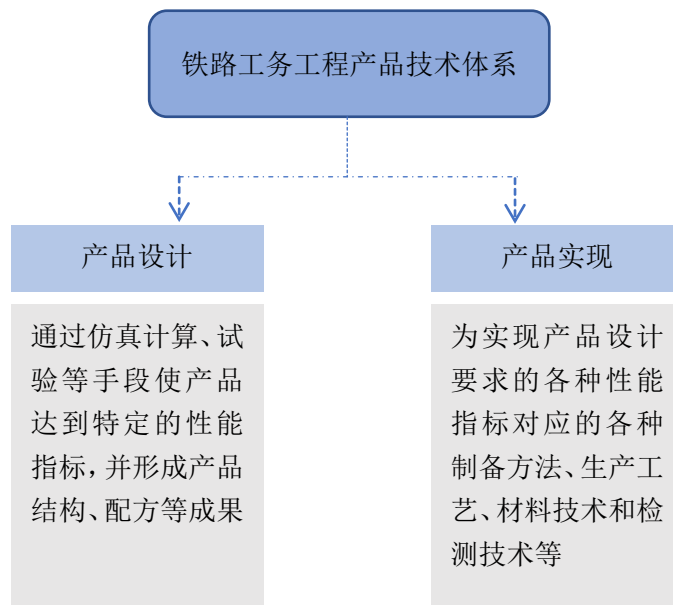 铁路工务工程产品技术体系
产品设计
产品实现
通过仿真计算、试
验等手段使产品
达到特定的性能
指标，并形成产品
结构、配方等成果
为实现产品设计
要求的各种性能
指标对应的各种
制备方法、生产工
艺、材料技术和检
测技术等